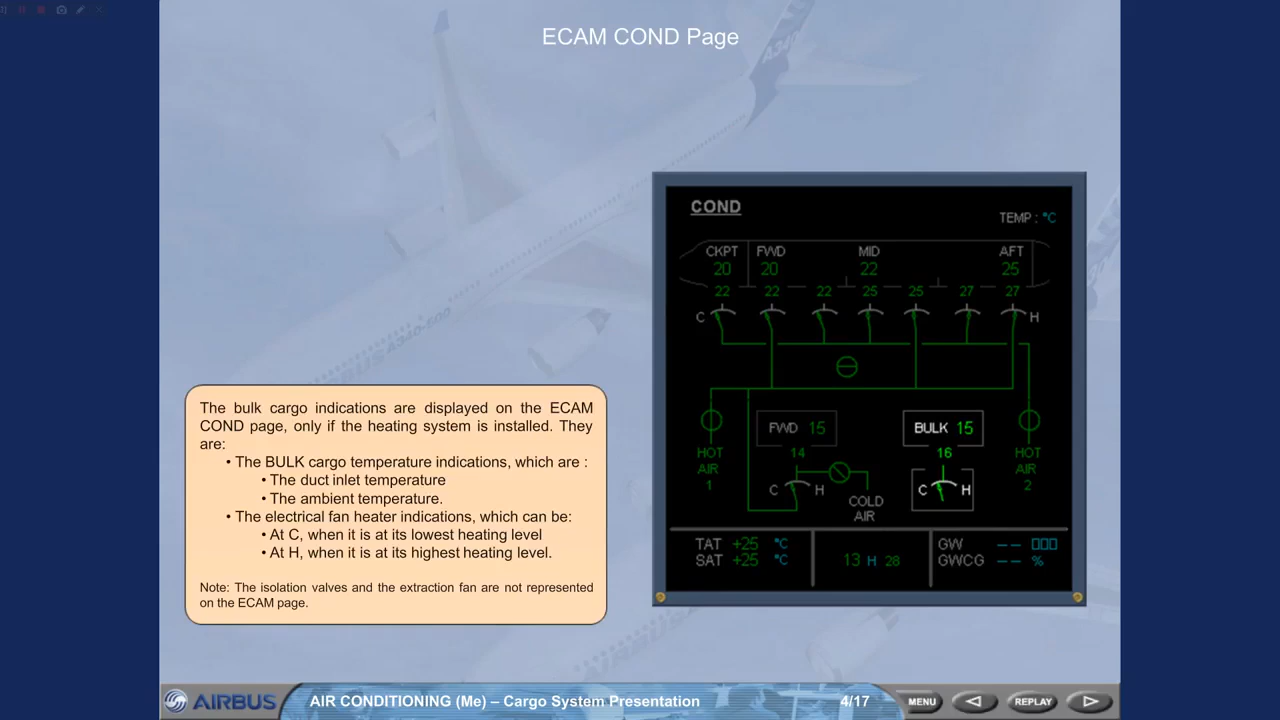 ECAM COND Page
COND
TEMP : °C
CKPT FWD MID AFT
20 20 22 25
22 22 22 25 25 27 27
C H
FWD 15 BULK 15
HOT AIR 1
14
C H
COLD AIR
16
C H
HOT AIR 2
TAT +25 °C
SAT +25 °C
13 H 28
GW -- 
GWCG -- %
The bulk cargo indications are displayed on the ECAM
COND page, only if the heating system is installed. They
are:
• The BULK cargo temperature indications, which are :
• The duct inlet temperature
• The ambient temperature.
• The electrical fan heater indications, which can be:
• At C, when it is at its lowest heating level
• At H, when it is at its highest heating level.
Note: The isolation valves and the extraction fan are not represented
on the ECAM page.
AIRBUS
AIR CONDITIONING (Me) – Cargo System Presentation
4/17
MENU
REPLAY